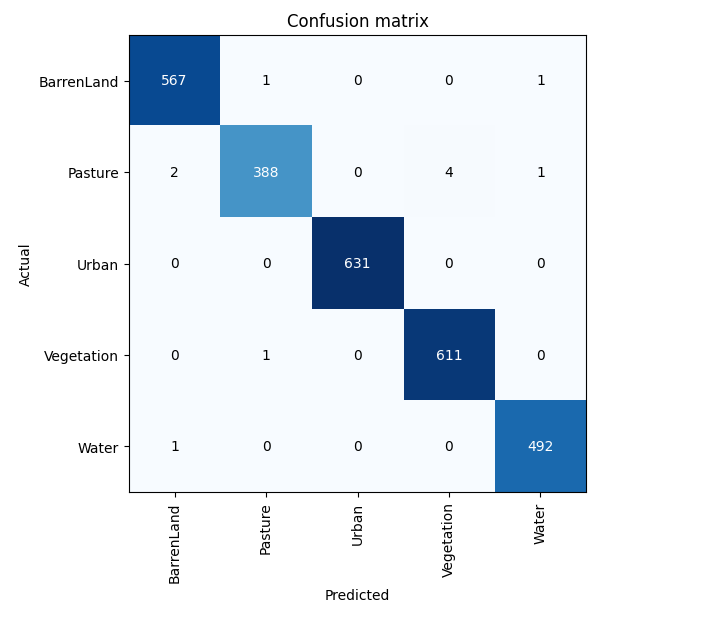 Confusion matrix
BarrenLand 567 1 0 0 1
Pasture 2 388 0 4 1
Urban 0 0 631 0 0
Vegetation 0 1 0 611 0
Water 1 0 0 0 492
Actual
BarrenLand Pasture Urban Vegetation Water
Predicted